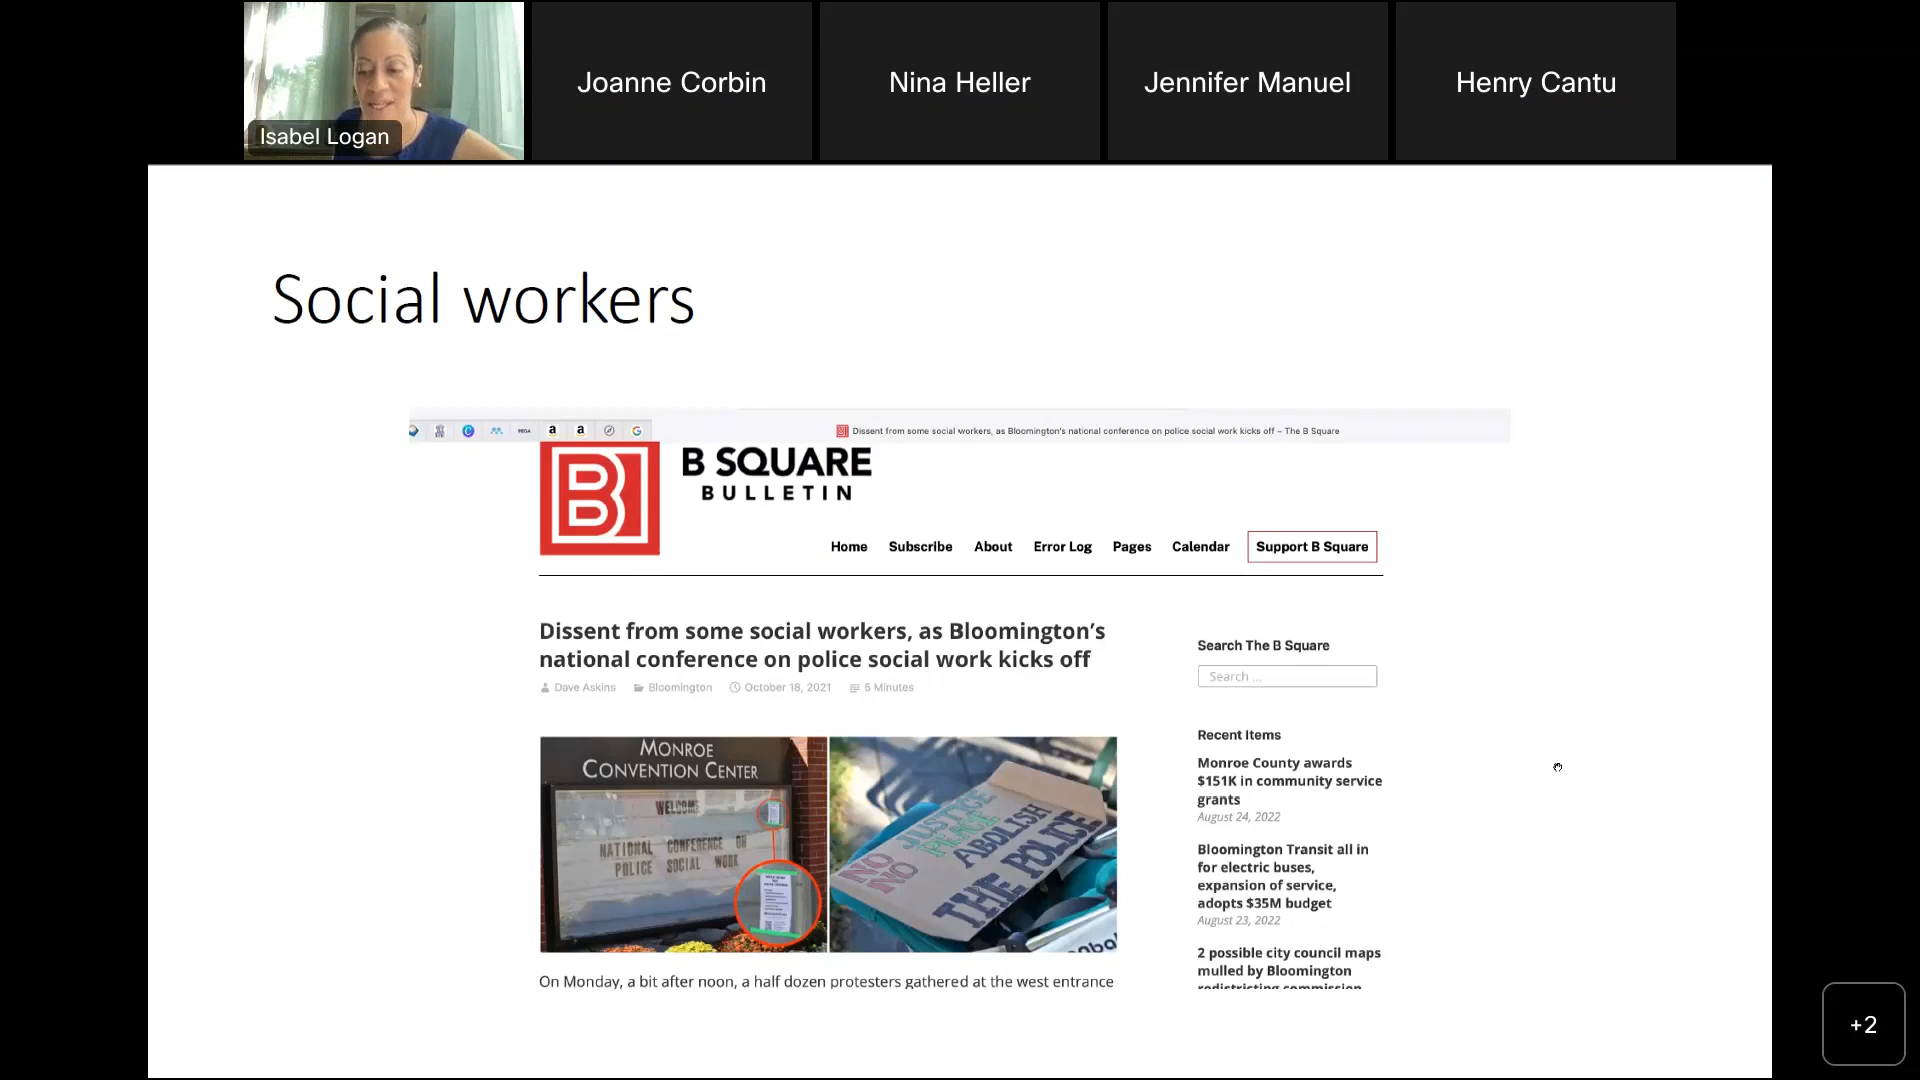 Isabel Logan
Joanne Corbin
Nina Heller
Jennifer Manuel
Henry Cantu
Social workers
Dissent from some social workers, as Bloomington's national conference on police social work kicks off – The B Square
B SQUARE
BULLETIN
Home Subscribe About Error Log Pages Calendar Support B Square
Dissent from some social workers, as Bloomington's
national conference on police social work kicks off
Dave Askins Bloomington October 18, 2021 5 Minutes
MONROE
CONVENTION CENTER
WELCOME
NATIONAL CONFERENCE ON
POLICE SOCIAL WORK
NO JUSTICE
NO PEACE
ABOLISH
THE POLICE
On Monday, a bit after noon, a half dozen protesters gathered at the west entrance
Search The B Square
Search ...
Recent Items
Monroe County awards
$151K in community service
grants
August 24, 2022
Bloomington Transit all in
for electric buses,
expansion of service,
adopts $35M budget
August 23, 2022
2 possible city council maps
mulled by Bloomington
redistricting commission
+2